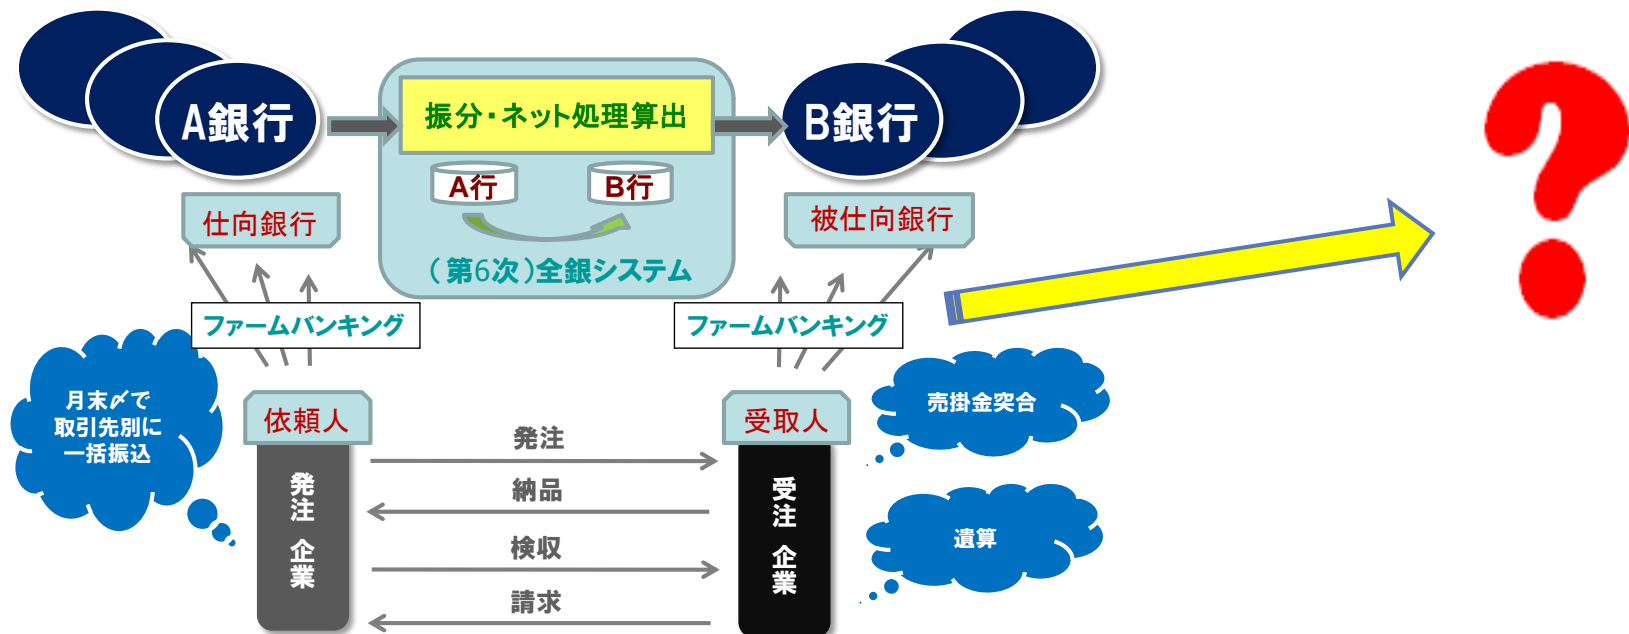 A銀行
振分・ネット処理算出
B銀行
A行
B行
仕向銀行
被仕向銀行
(第6次)全銀システム
ファームバンキング
ファームバンキング
月末〆で
取引先別に
一括振込
依頼人
受取人
売掛金突合
発注
納品
検収
請求
発注 企業
受注 企業
遺算
?